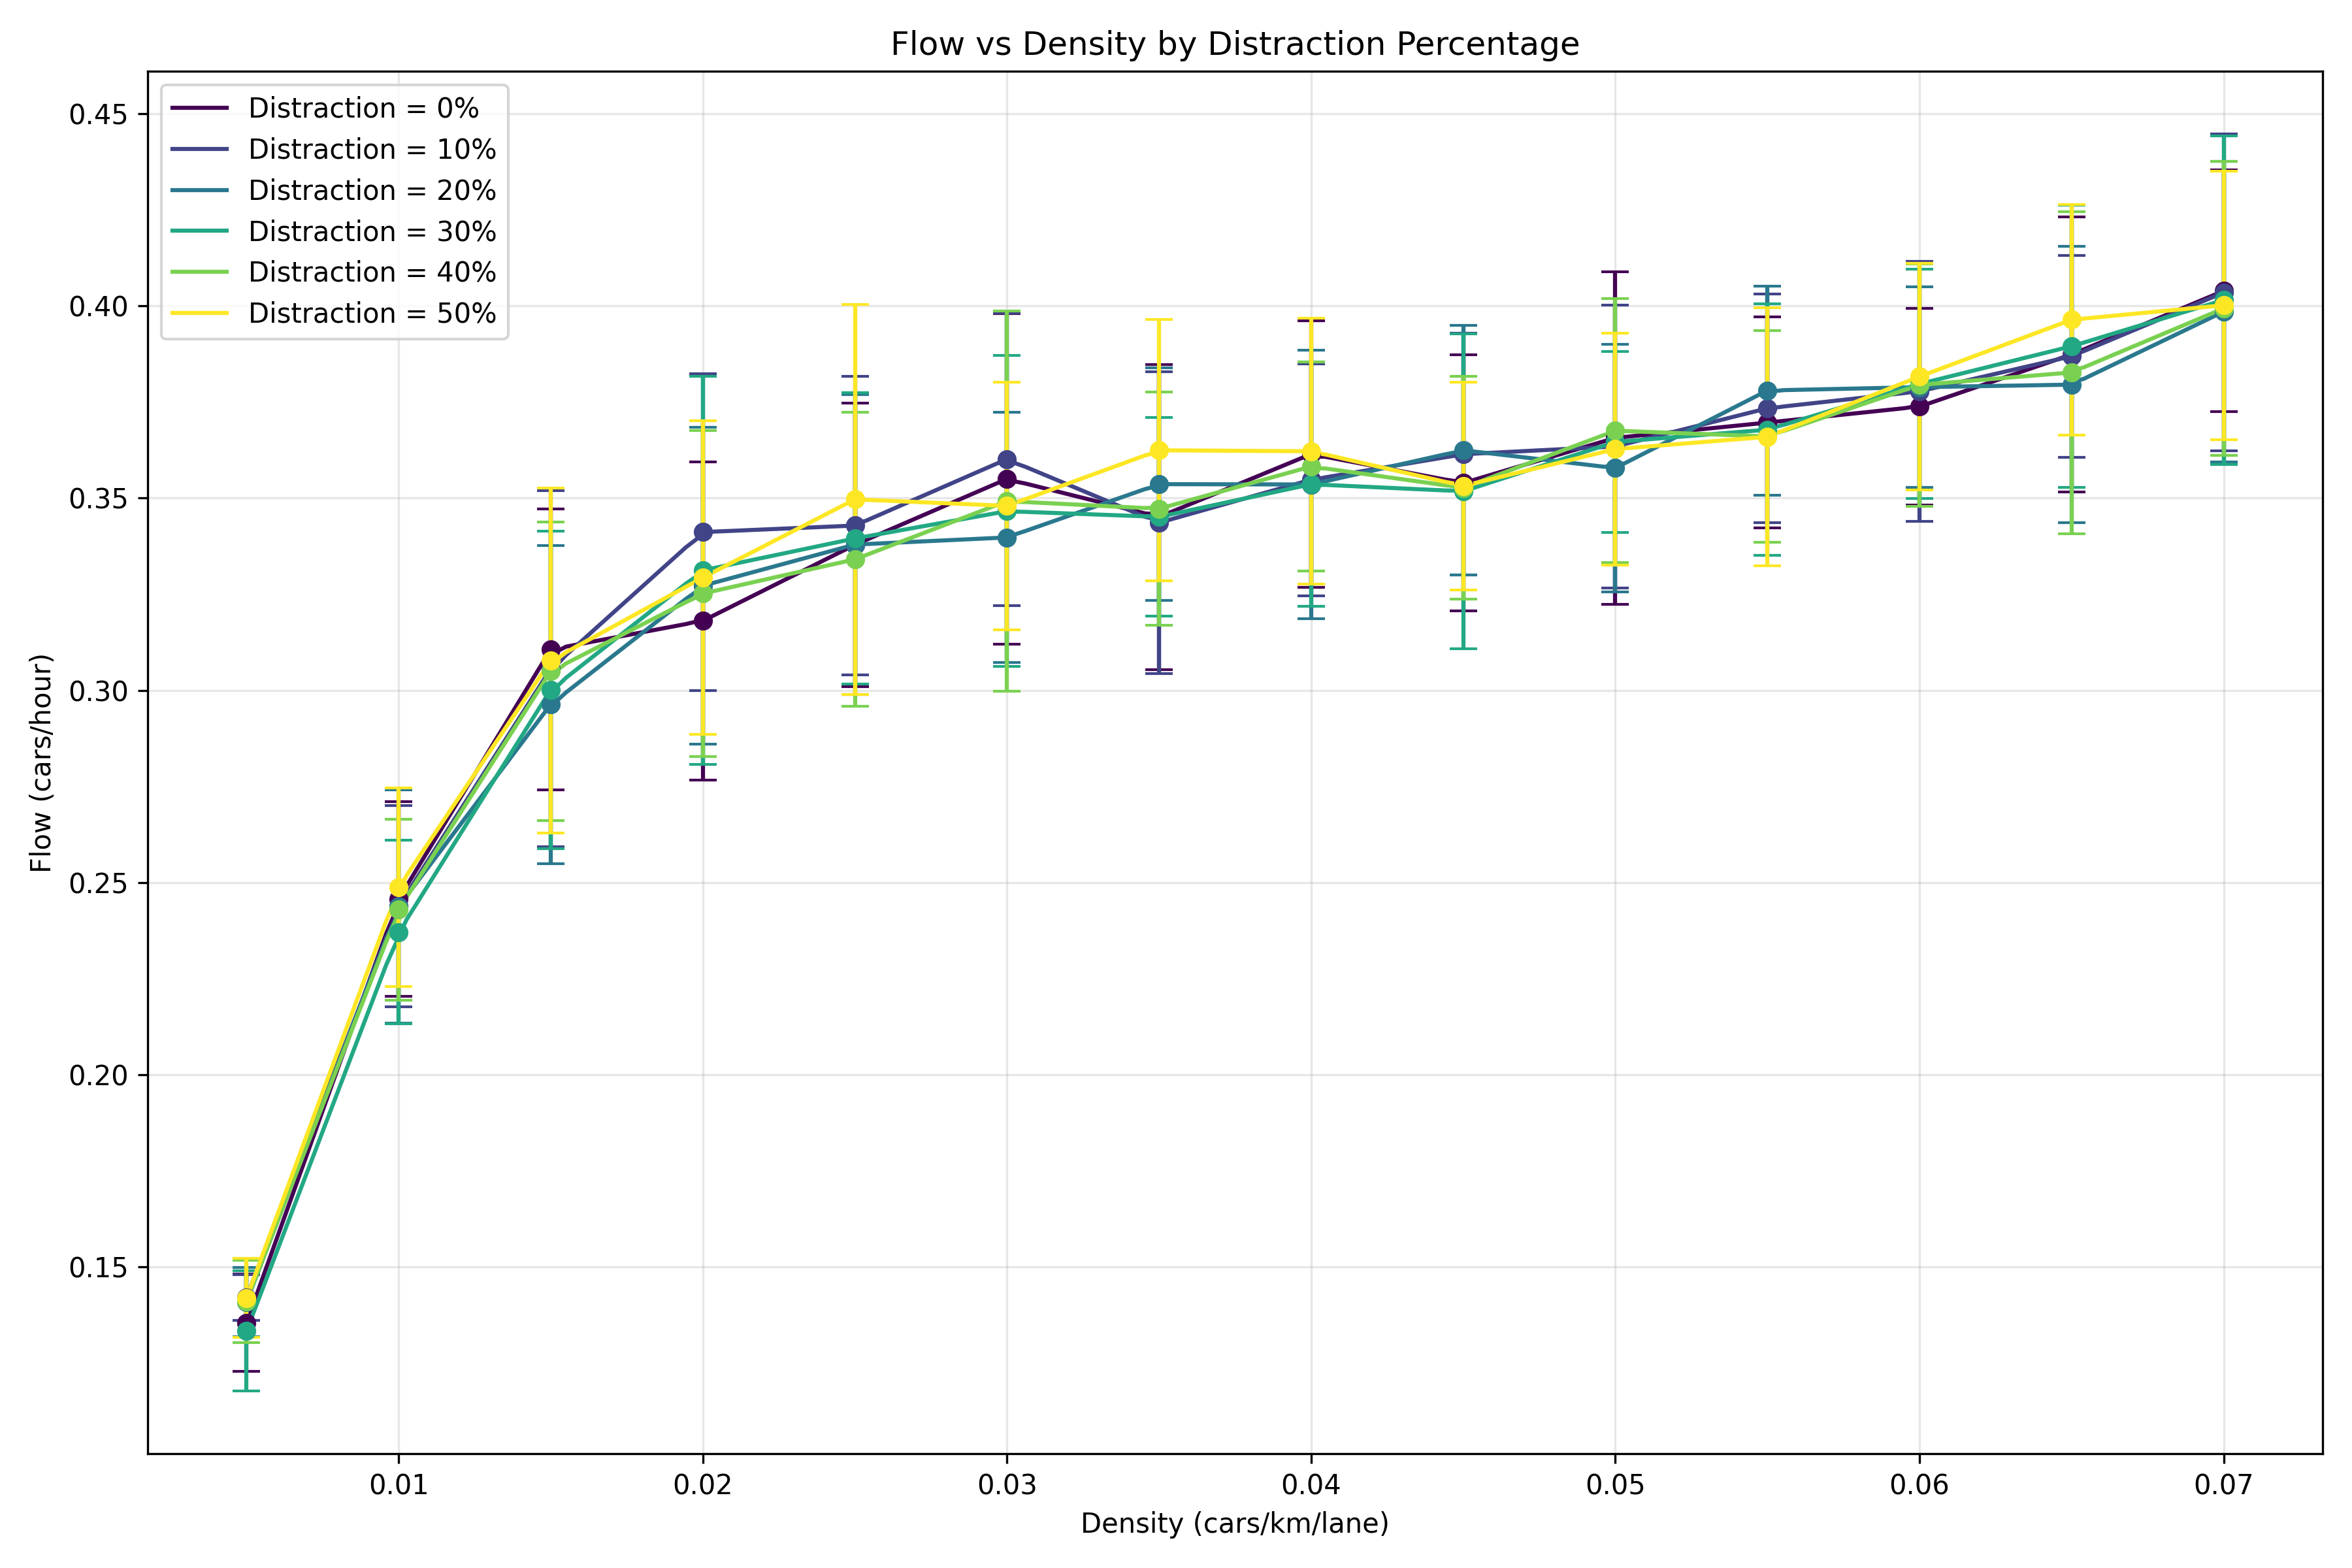 Flow vs Density by Distraction Percentage
Distraction = 0%
Distraction = 10%
Distraction = 20%
Distraction = 30%
Distraction = 40%
Distraction = 50%
0.45
0.40
0.35
0.30
0.25
0.20
0.15
Flow (cars/hour)
0.01 0.02 0.03 0.04 0.05 0.06 0.07
Density (cars/km/lane)